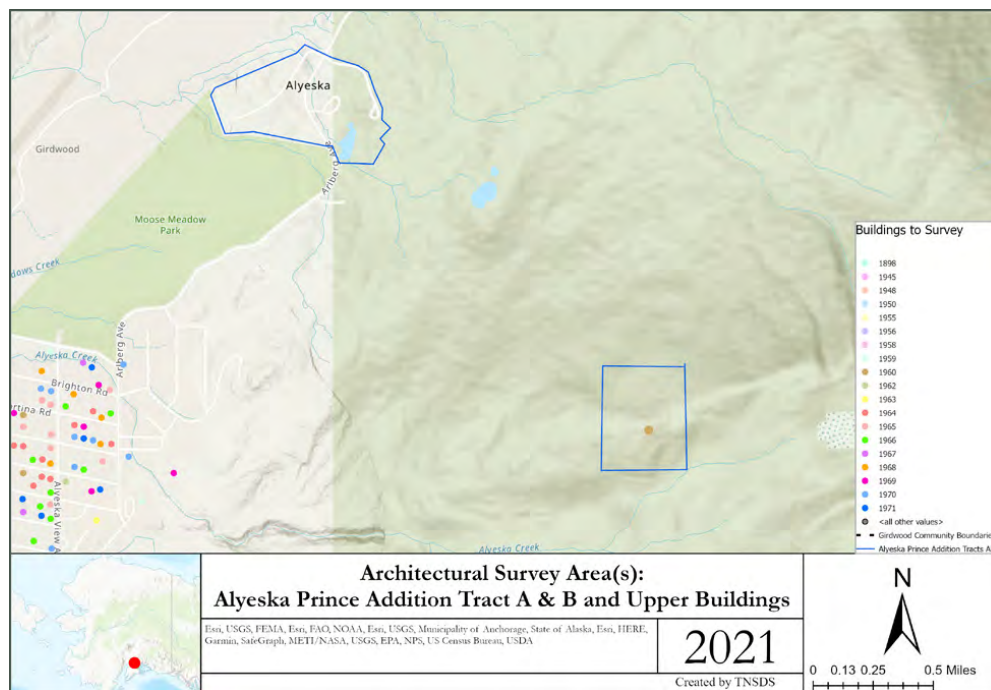 Alyeska
Girdwood
Arlberg Ave
Moose Meadow
Park
adows Creek
Arlberg Ave
Alyeska Creek
Brighton Rd
rtina Rd
Alyeska View A
Alyeska Creek
Buildings to Survey
1898
1945
1948
1950
1955
1956
1958
1959
1960
1962
1963
1964
1965
1966
1967
1968
1969
1970
1971
<all other values>
Girdwood Community Boundarie
Alyeska Prince Addition Tracts A
Architectural Survey Area(s):
Alyeska Prince Addition Tract A & B and Upper Buildings
Esri, USGS, FEMA, Esri, FAO, NOAA, Esri, USGS, Municipality of Anchorage, State of Alaska, Esri, HERE,
Garmin, SafeGraph, METI/NASA, USGS, EPA, NPS, US Census Bureau, USDA
2021
Created by TNSDS
N
0 0.13 0.25 0.5 Miles